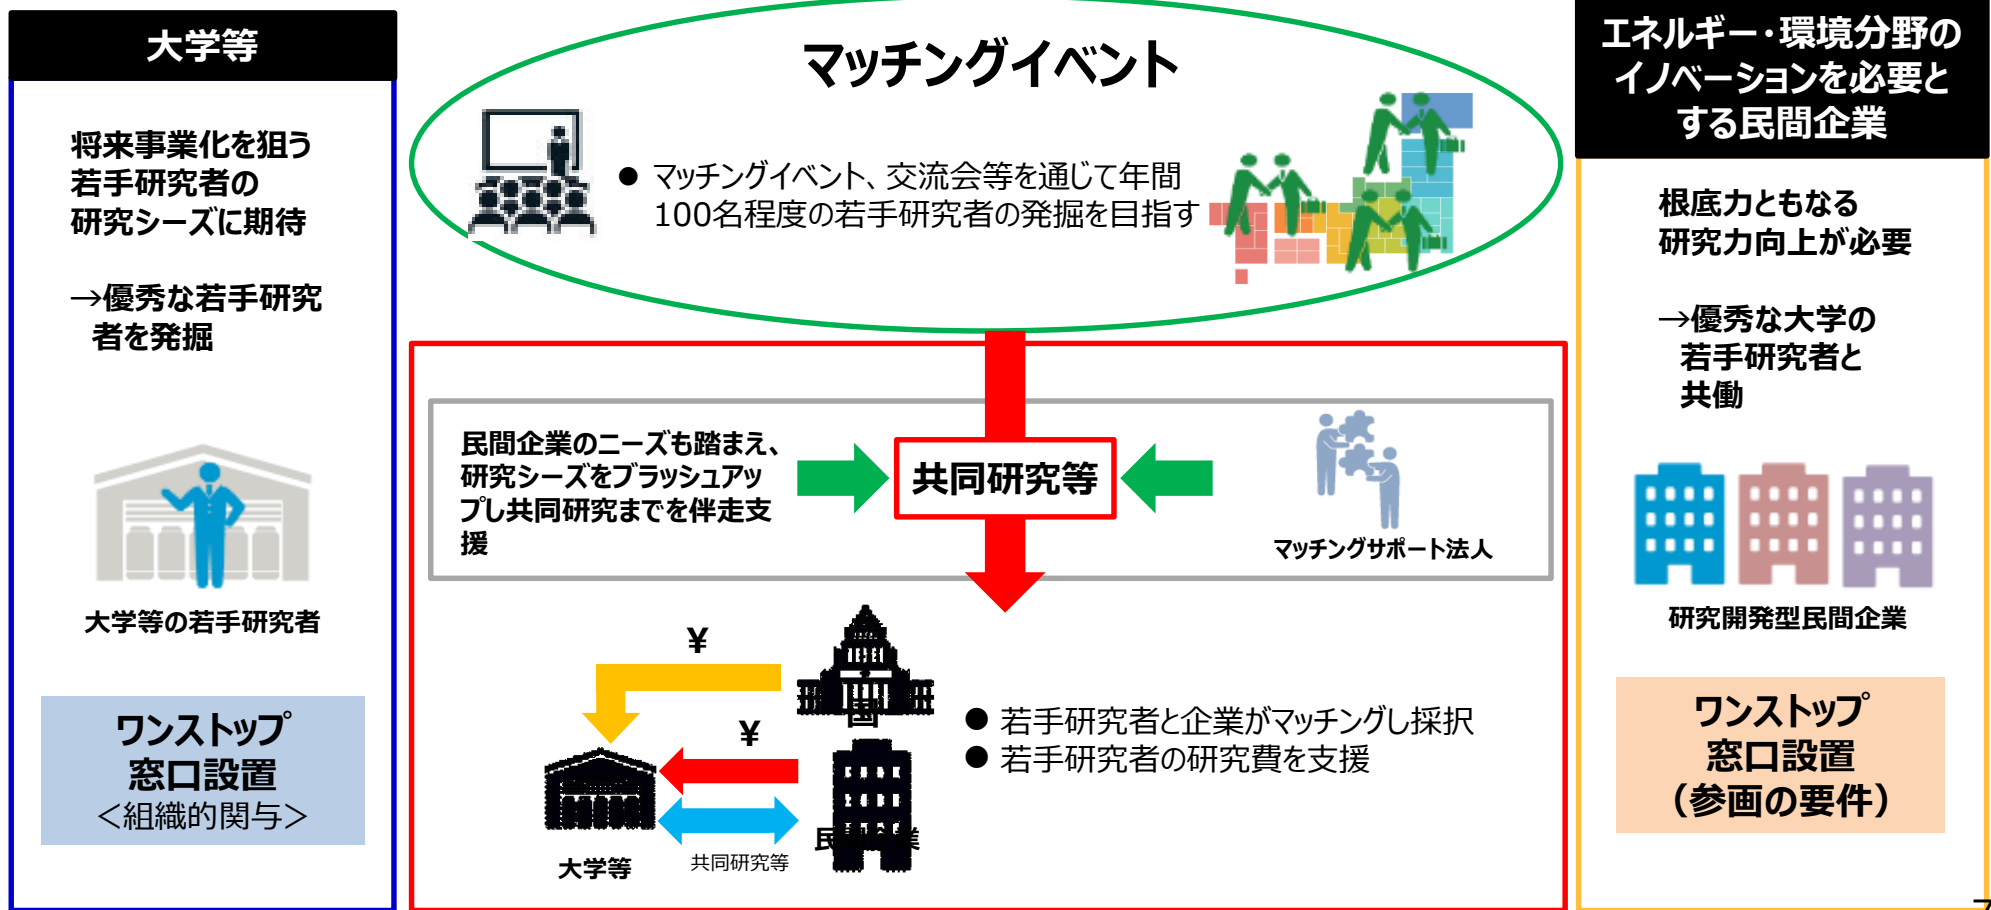 大学等
将来事業化を狙う
若手研究者の
研究シーズに期待
→優秀な若手研究
者を発掘
大学等の若手研究者
ワンストップ
窓口設置
＜組織的関与＞
マッチングイベント
● マッチングイベント、交流会等を通じて年間
100名程度の若手研究者の発掘を目指す
民間企業のニーズも踏まえ、
研究シーズをブラッシュアッ
プし共同研究までを伴走支
援
共同研究等
マッチングサポート法人
¥
国
¥
大学等
共同研究等
民間企業
● 若手研究者と企業がマッチングし採択
● 若手研究者の研究費を支援
エネルギー・環境分野の
イノベーションを必要と
する民間企業
根底力ともなる
研究力向上が必要
→優秀な大学の
若手研究者と
共働
研究開発型民間企業
ワンストップ
窓口設置
（参画の要件）